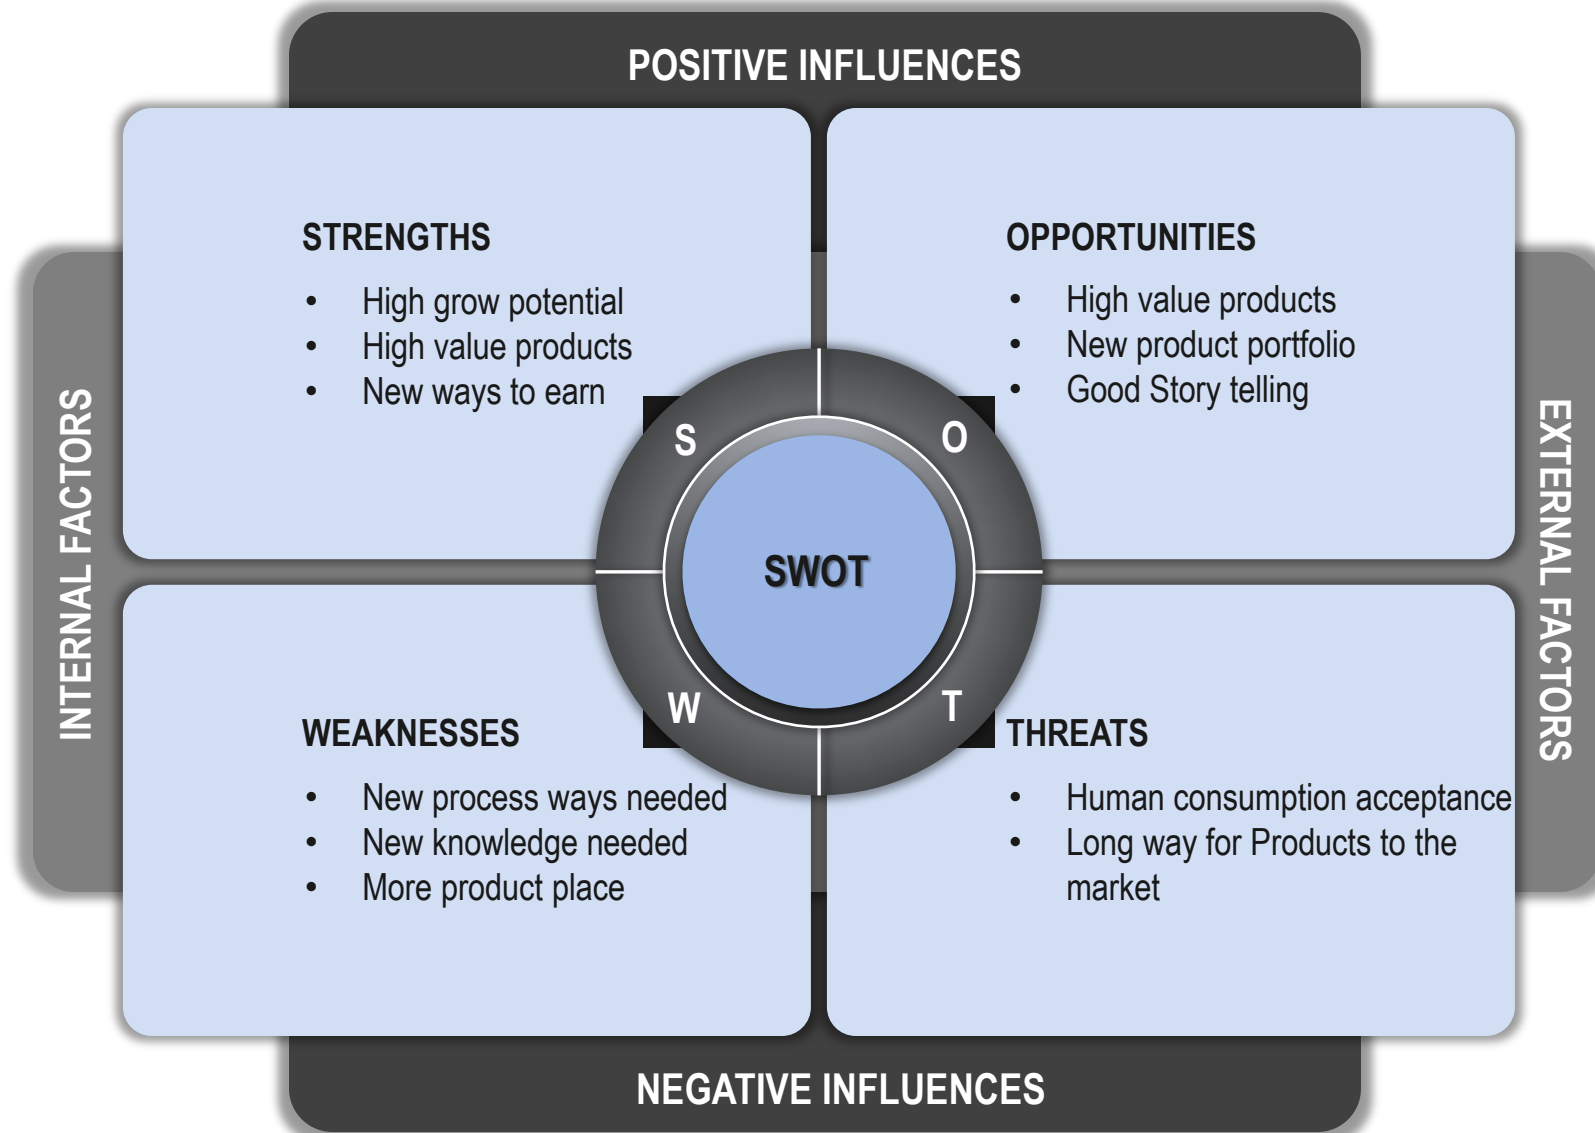 POSITIVE INFLUENCES
INTERNAL FACTORS
STRENGTHS
• High grow potential
• High value products
• New ways to earn
OPPORTUNITIES
• High value products
• New product portfolio
• Good Story telling
EXTERNAL FACTORS
S
O
SWOT
W
T
WEAKNESSES
• New process ways needed
• New knowledge needed
• More product place
THREATS
• Human consumption acceptance
• Long way for Products to the
market
NEGATIVE INFLUENCES